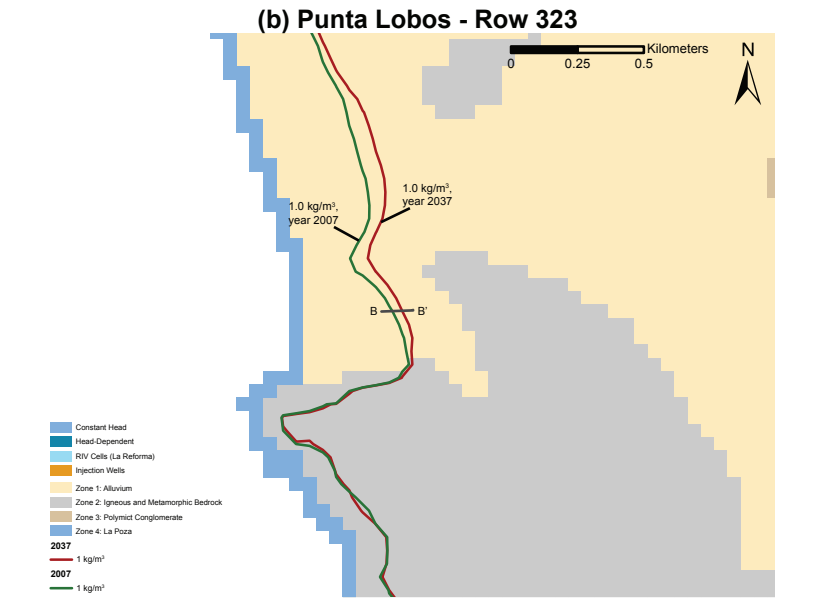 (b) Punta Lobos - Row 323
Kilometers
0 0.25 0.5
N
1.0 kg/m³,
year 2037
1.0 kg/m³,
year 2007
B B'
Constant Head
Head-Dependent
RIV Cells (La Reforma)
Injection Wells
Zone 1: Alluvium
Zone 2: Igneous and Metamorphic Bedrock
Zone 3: Polymict Conglomerate
Zone 4: La Poza
2037
1 kg/m³
2007
1 kg/m³